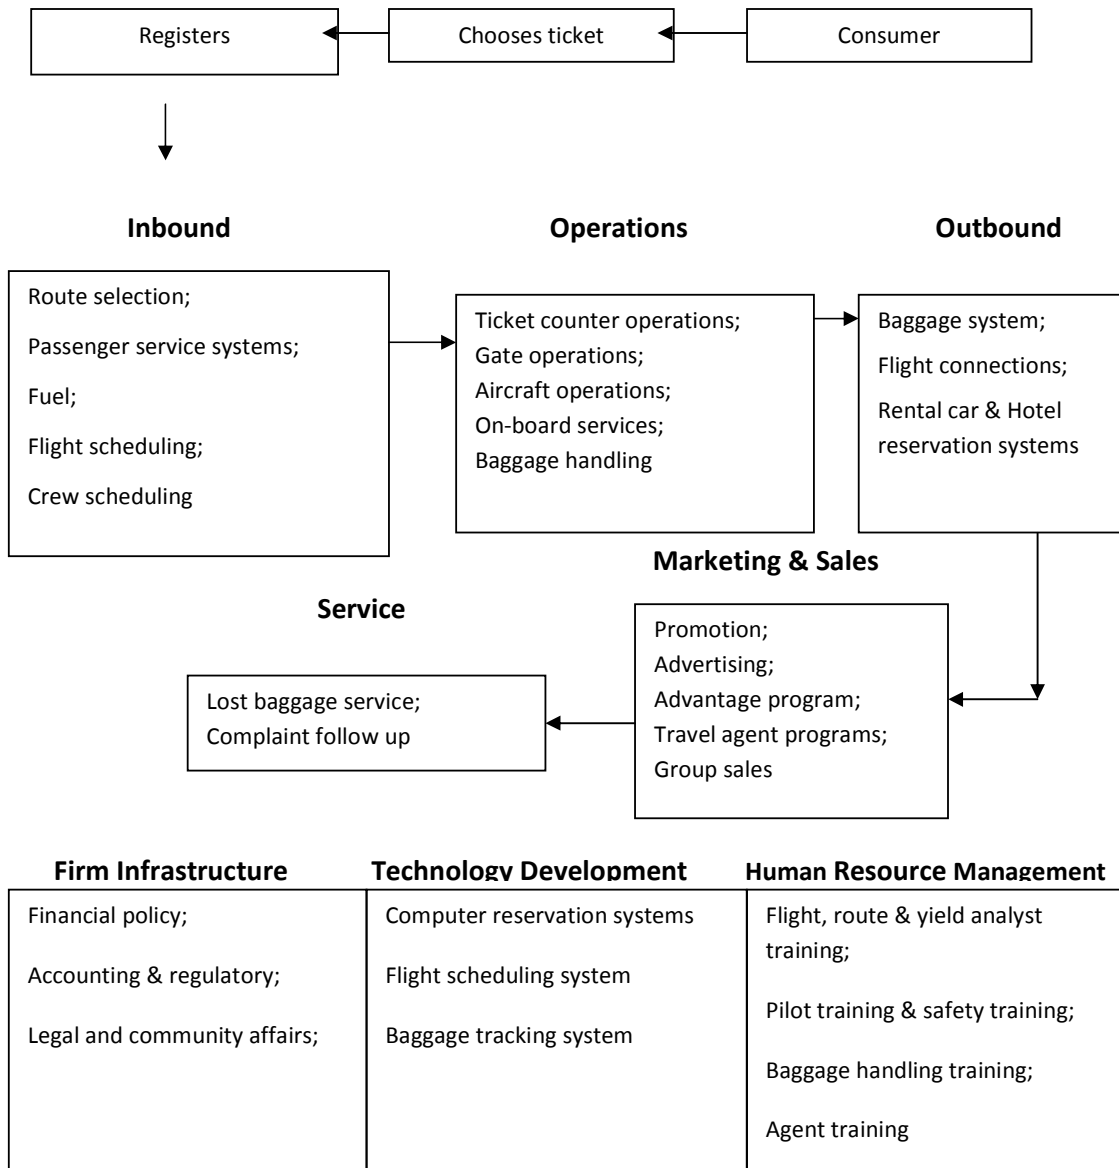 Registers
Chooses ticket
Consumer
Inbound
Operations
Outbound
Route selection;
Passenger service systems;
Fuel;
Flight scheduling;
Crew scheduling
Ticket counter operations;
Gate operations;
Aircraft operations;
On-board services;
Baggage handling
Baggage system;
Flight connections;
Rental car & Hotel
reservation systems
Marketing & Sales
Service
Promotion;
Advertising;
Advantage program;
Travel agent programs;
Group sales
Lost baggage service;
Complaint follow up
Firm Infrastructure
Technology Development
Human Resource Management
Financial policy;
Accounting & regulatory;
Legal and community affairs;
Computer reservation systems
Flight scheduling system
Baggage tracking system
Flight, route & yield analyst
training;
Pilot training & safety training;
Baggage handling training;
Agent training